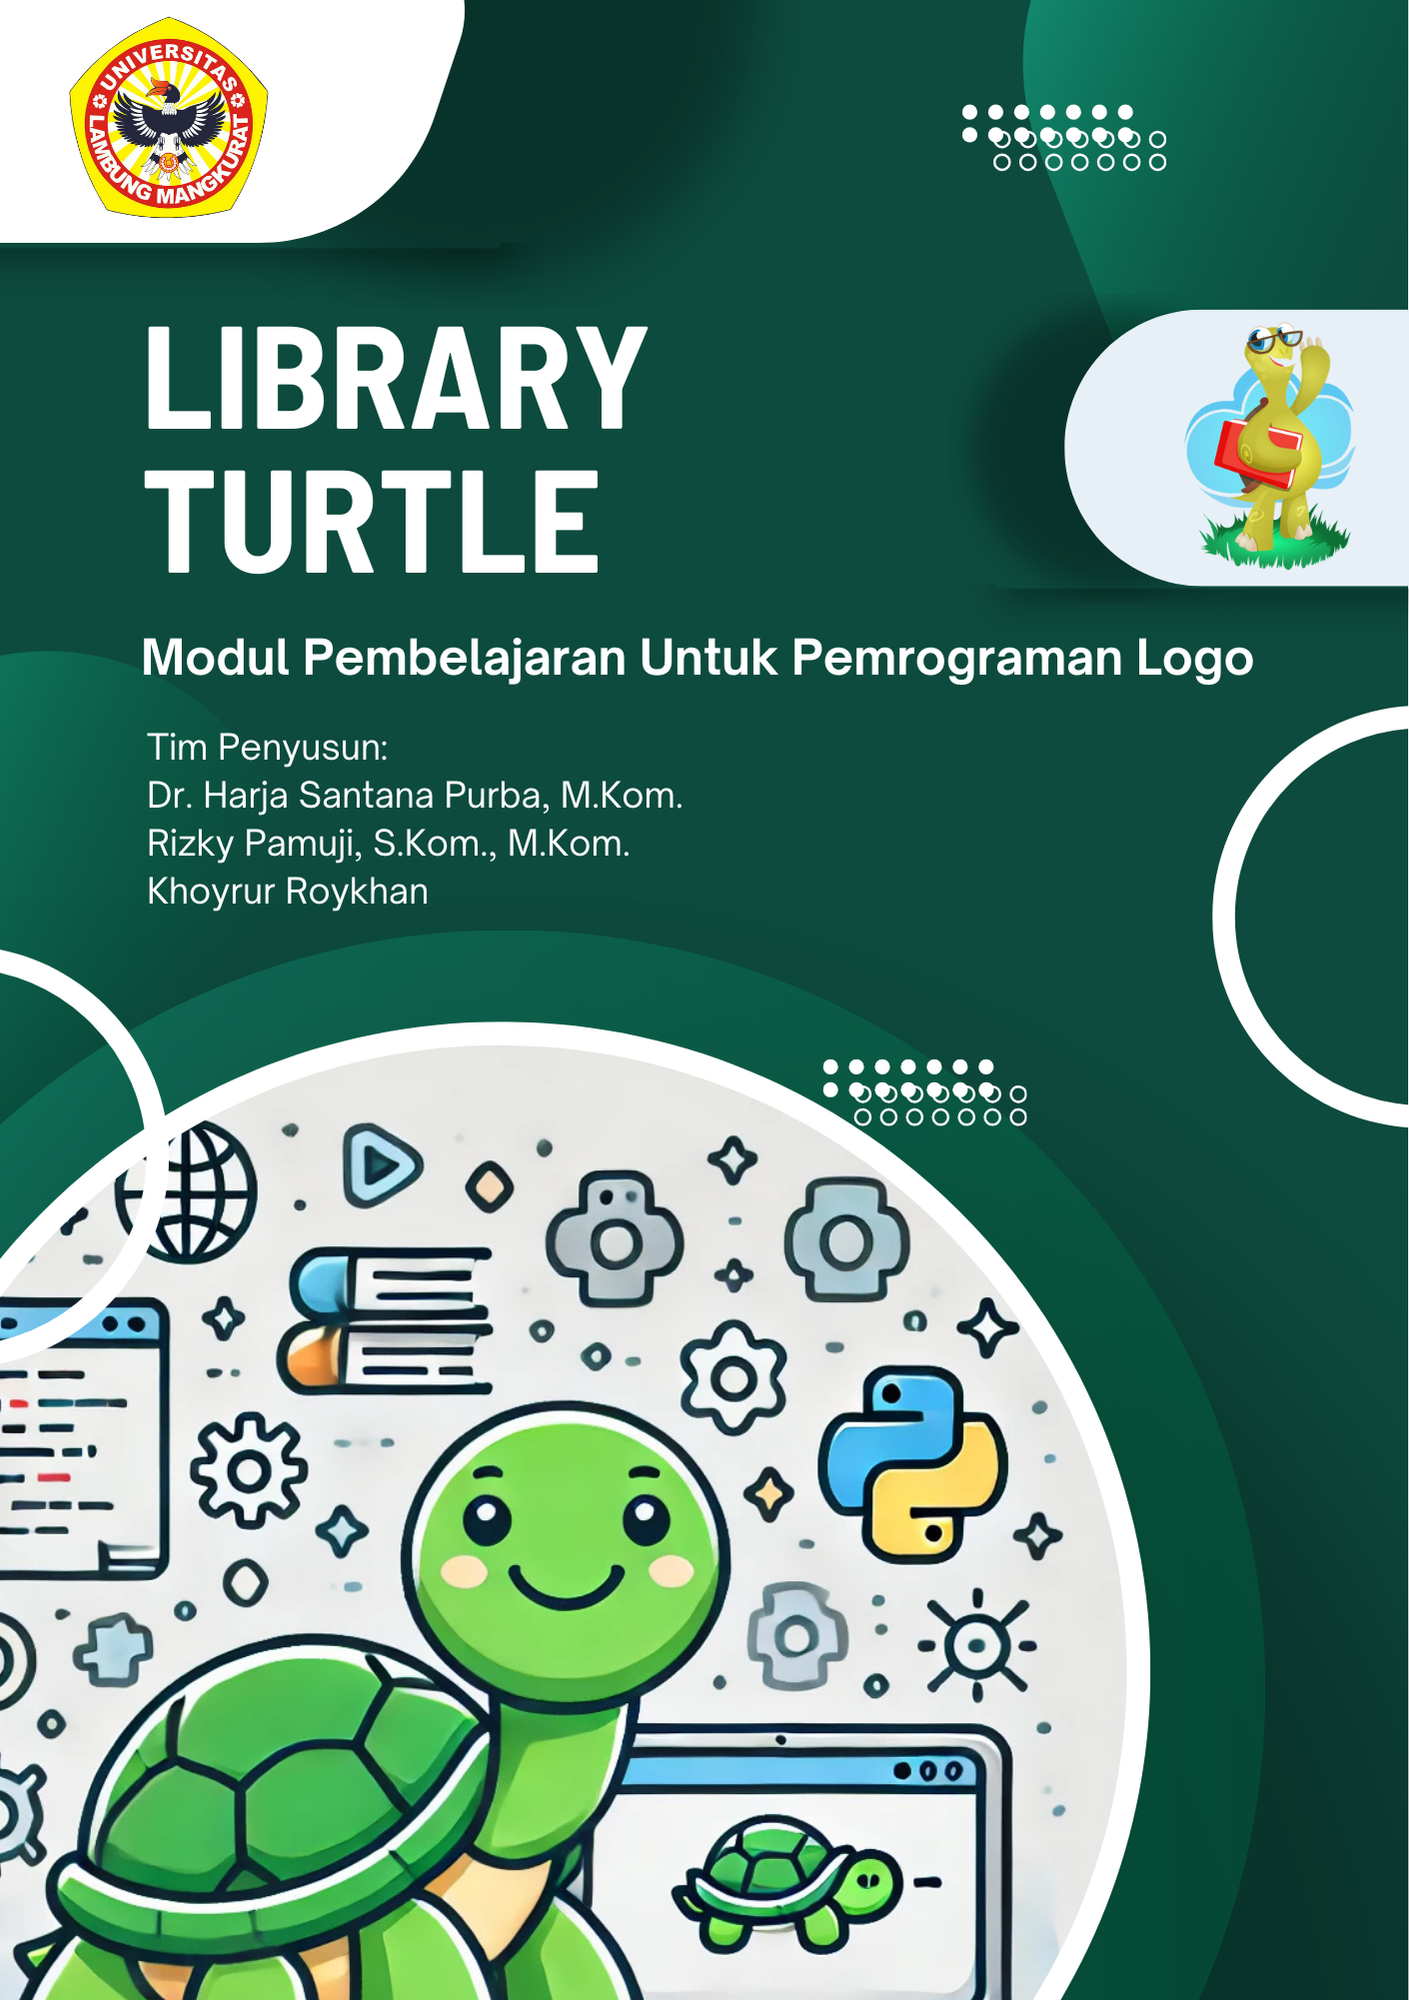 UNIVERSITAS
LAMBUNG MANGKURAT
LIBRARY
TURTLE
Modul Pembelajaran Untuk Pemrograman Logo
Tim Penyusun:
Dr. Harja Santana Purba, M.Kom.
Rizky Pamuji, S.Kom., M.Kom.
Khoyrur Roykhan